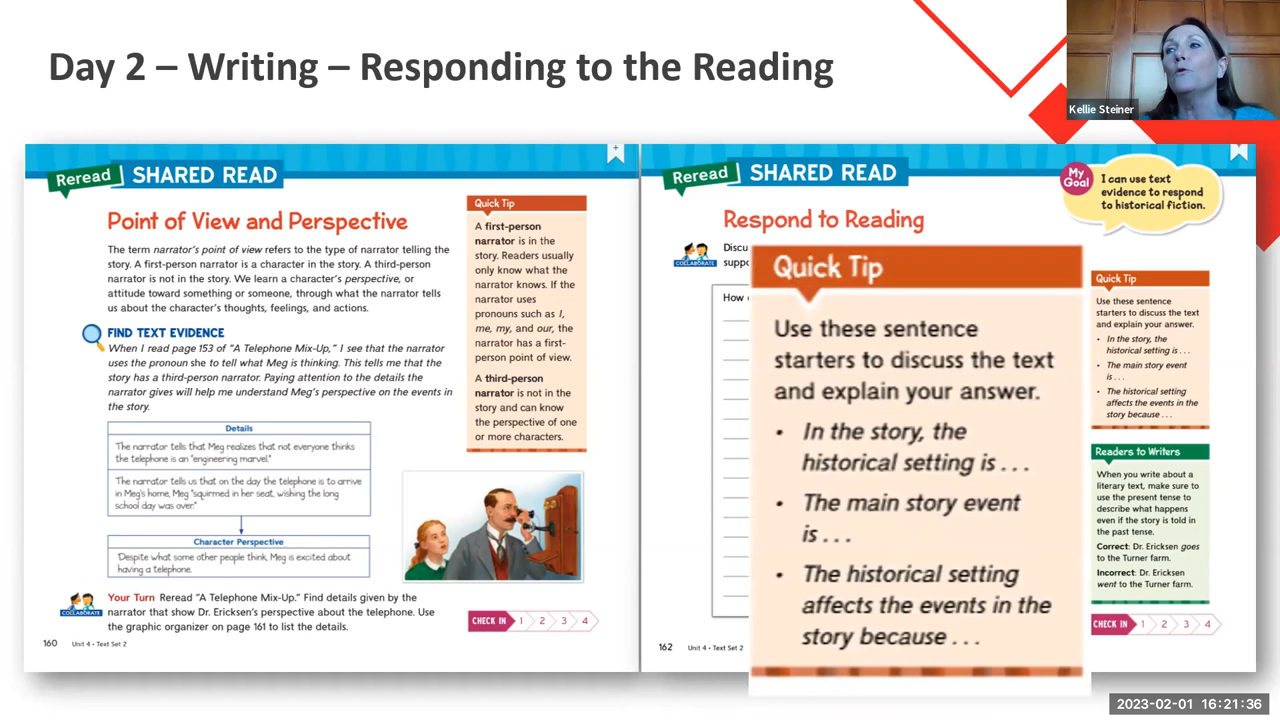 Day 2 – Writing – Responding to the Reading
Kellie Steiner
Reread SHARED READ
Point of View and Perspective
The term narrator's point of view refers to the type of narrator telling the
story. A first-person narrator is a character in the story. A third-person
narrator is not in the story. We learn a character's perspective, or
attitude toward something or someone, through what the narrator tells
us about the character's thoughts, feelings, and actions.
FIND TEXT EVIDENCE
When I read page 153 of "A Telephone Mix-Up," I see that the narrator
uses the pronoun she to tell what Meg is thinking. This tells me that the
story has a third-person narrator. Paying attention to the details the
narrator gives will help me understand Meg's perspective on the events in
the story.
Details
The narrator tells that Meg realizes that not everyone thinks
the telephone is an "engineering marvel."
The narrator tells us that on the day the telephone is to arrive
in Meg's home, Meg "squirmed in her seat, wishing the long
school day was over."
Character Perspective
Despite what some other people think, Meg is excited about
having a telephone.
COLLABORATE
Your Turn Reread "A Telephone Mix-Up." Find details given by the
narrator that show Dr. Ericksen's perspective about the telephone. Use
the graphic organizer on page 161 to list the details.
Quick Tip
A first-person
narrator is in the
story. Readers usually
only know what the
narrator knows. If the
narrator uses
pronouns such as I,
me, my, and our, the
narrator has a first-
person point of view.
A third-person
narrator is not in the
story and can know
the perspective of one
or more characters.
CHECK IN 1 2 3 4
160 Unit 4 • Text Set 2
Reread SHARED READ
My Goal
I can use text
evidence to respond
to historical fiction.
Respond to Reading
COLLABORATE
Discu
suppo
How
Quick Tip
Use these sentence
starters to discuss the text
and explain your answer.
• In the story, the
historical setting is . . .
• The main story event
is . . .
• The historical setting
affects the events in the
story because . . .
Quick Tip
Use these sentence
starters to discuss the text
and explain your answer.
• In the story, the
historical setting is . . .
• The main story event
is . . .
• The historical setting
affects the events in the
story because . . .
Readers to Writers
When you write about a
literary text, make sure to
use the present tense to
describe what happens
even if the story is told in
the past tense.
Correct: Dr. Ericksen goes
to the Turner farm.
Incorrect: Dr. Ericksen
went to the Turner farm.
CHECK IN 1 2 3 4
162 Unit 4 • Text Set 2
2023-02-01 16:21:36